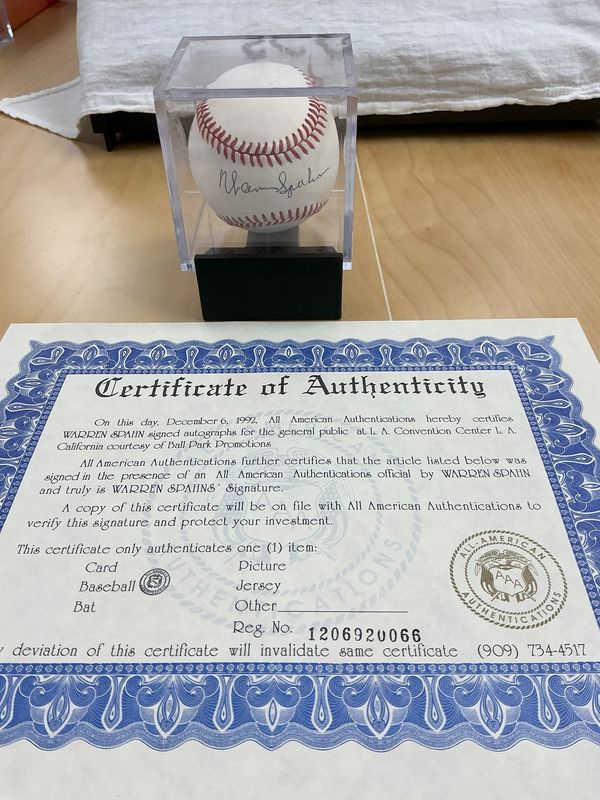 Warren Spahn
Certificate of Authenticity
On this day, December 6, 1992, All American Authentications hereby certifies
WARREN SPAHN signed autographs for the general public at L. A. Convention Center L. A.
California courtesy of Ball Park Promotions
All American Authentications further certifies that the article listed below was
signed in the presence of an All American Authentications official by WARREN SPAHN
and truly is WARREN SPAHNS' Signature.
A copy of this certificate will be on file with All American Authentications to
verify this signature and protect your investment.
This certificate only authenticates one (1) item:
Card Picture
Baseball Jersey
Bat Other
Reg. No. 1206920066
ALL-AMERICAN
AAA
AUTHENTICATIONS
y deviation of this certificate will invalidate same certificate (909) 734-4517